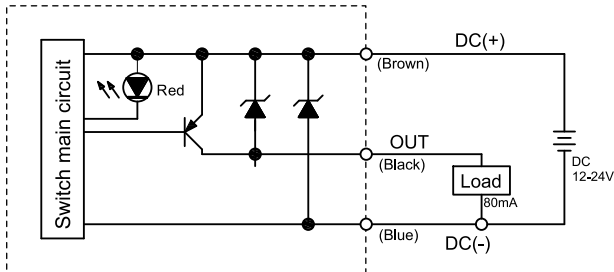 Switch main circuit
Red
DC(+)
(Brown)
OUT
(Black)
Load
80mA
DC
12-24V
(Blue)
DC(-)